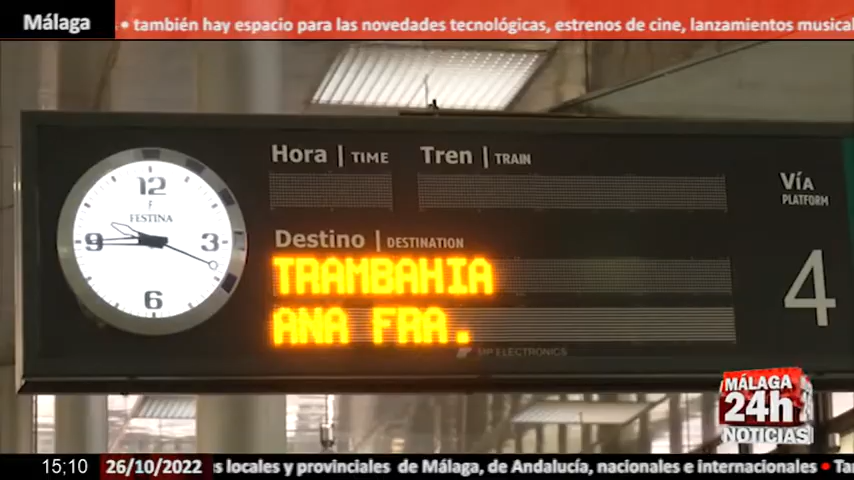 Málaga
s • también hay espacio para las novedades tecnológicas, estrenos de cine, lanzamientos musical
Hora | TIME
Tren | TRAIN
Vía
PLATFORM
12
FESTINA
9
3
6
Destino | DESTINATION
TRAMBAHIA
ANA FRA.
4
MP ELECTRONICS
MÁLAGA
24h
NOTICIAS
15:10
26/10/2022
s locales y provinciales de Málaga, de Andalucía, nacionales e internacionales • Ta